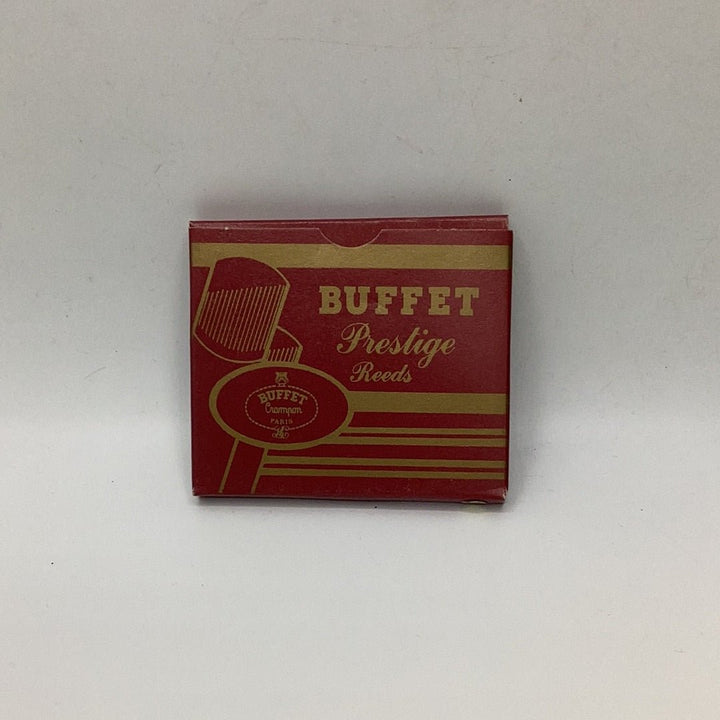 BUFFET
Prestige
Reeds
BUFFET
Crampon
PARIS